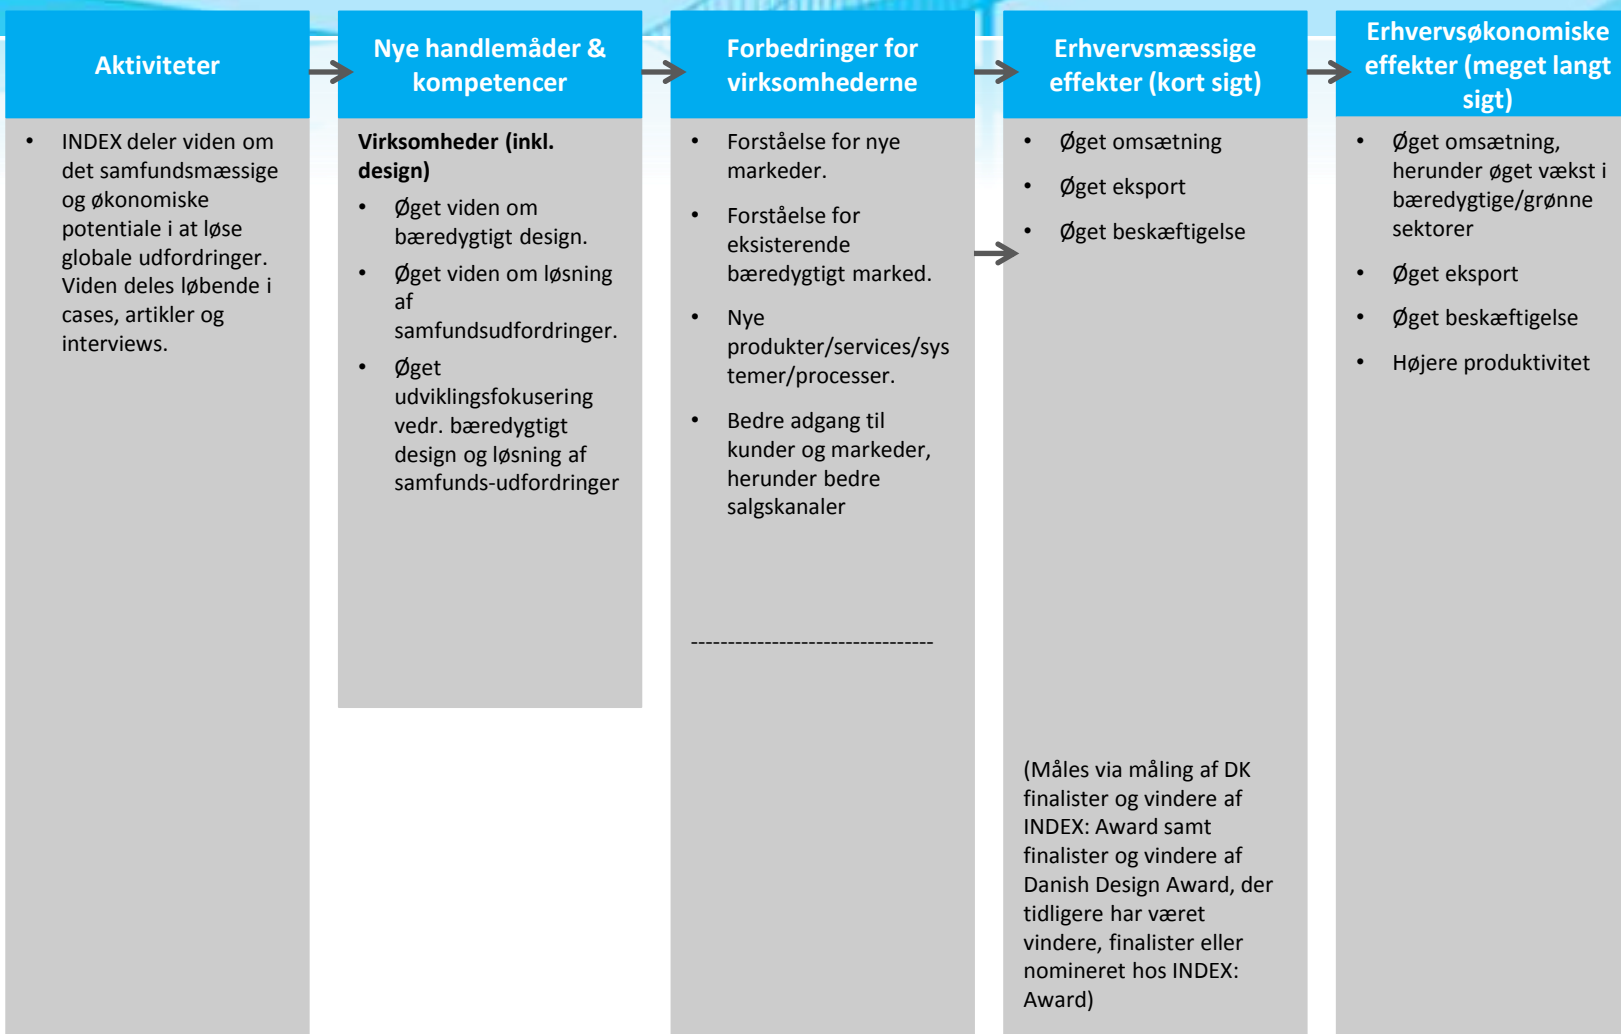 Aktiviteter
• INDEX deler viden om
det samfundsmæssige
og økonomiske
potentiale i at løse
globale udfordringer.
Viden deles løbende i
cases, artikler og
interviews.
Nye handlemåder &
kompetencer
Virksomheder (inkl.
design)
• Øget viden om
bæredygtigt design.
• Øget viden om løsning
af
samfundsudfordringer.
• Øget
udviklingsfokusering
vedr. bæredygtigt
design og løsning af
samfunds-udfordringer
Forbedringer for
virksomhederne
• Forståelse for nye
markeder.
• Forståelse for
eksisterende
bæredygtigt marked.
• Nye
produkter/services/sys
temer/processer.
• Bedre adgang til
kunder og markeder,
herunder bedre
salgskanaler
---------------------------------
Erhvervsmæssige
effekter (kort sigt)
• Øget omsætning
• Øget eksport
• Øget beskæftigelse
(Måles via måling af DK
finalister og vindere af
INDEX: Award samt
finalister og vindere af
Danish Design Award, der
tidligere har været
vindere, finalister eller
nomineret hos INDEX:
Award)
Erhvervsøkonomiske
effekter (meget langt
sigt)
• Øget omsætning,
herunder øget vækst i
bæredygtige/grønne
sektorer
• Øget eksport
• Øget beskæftigelse
• Højere produktivitet